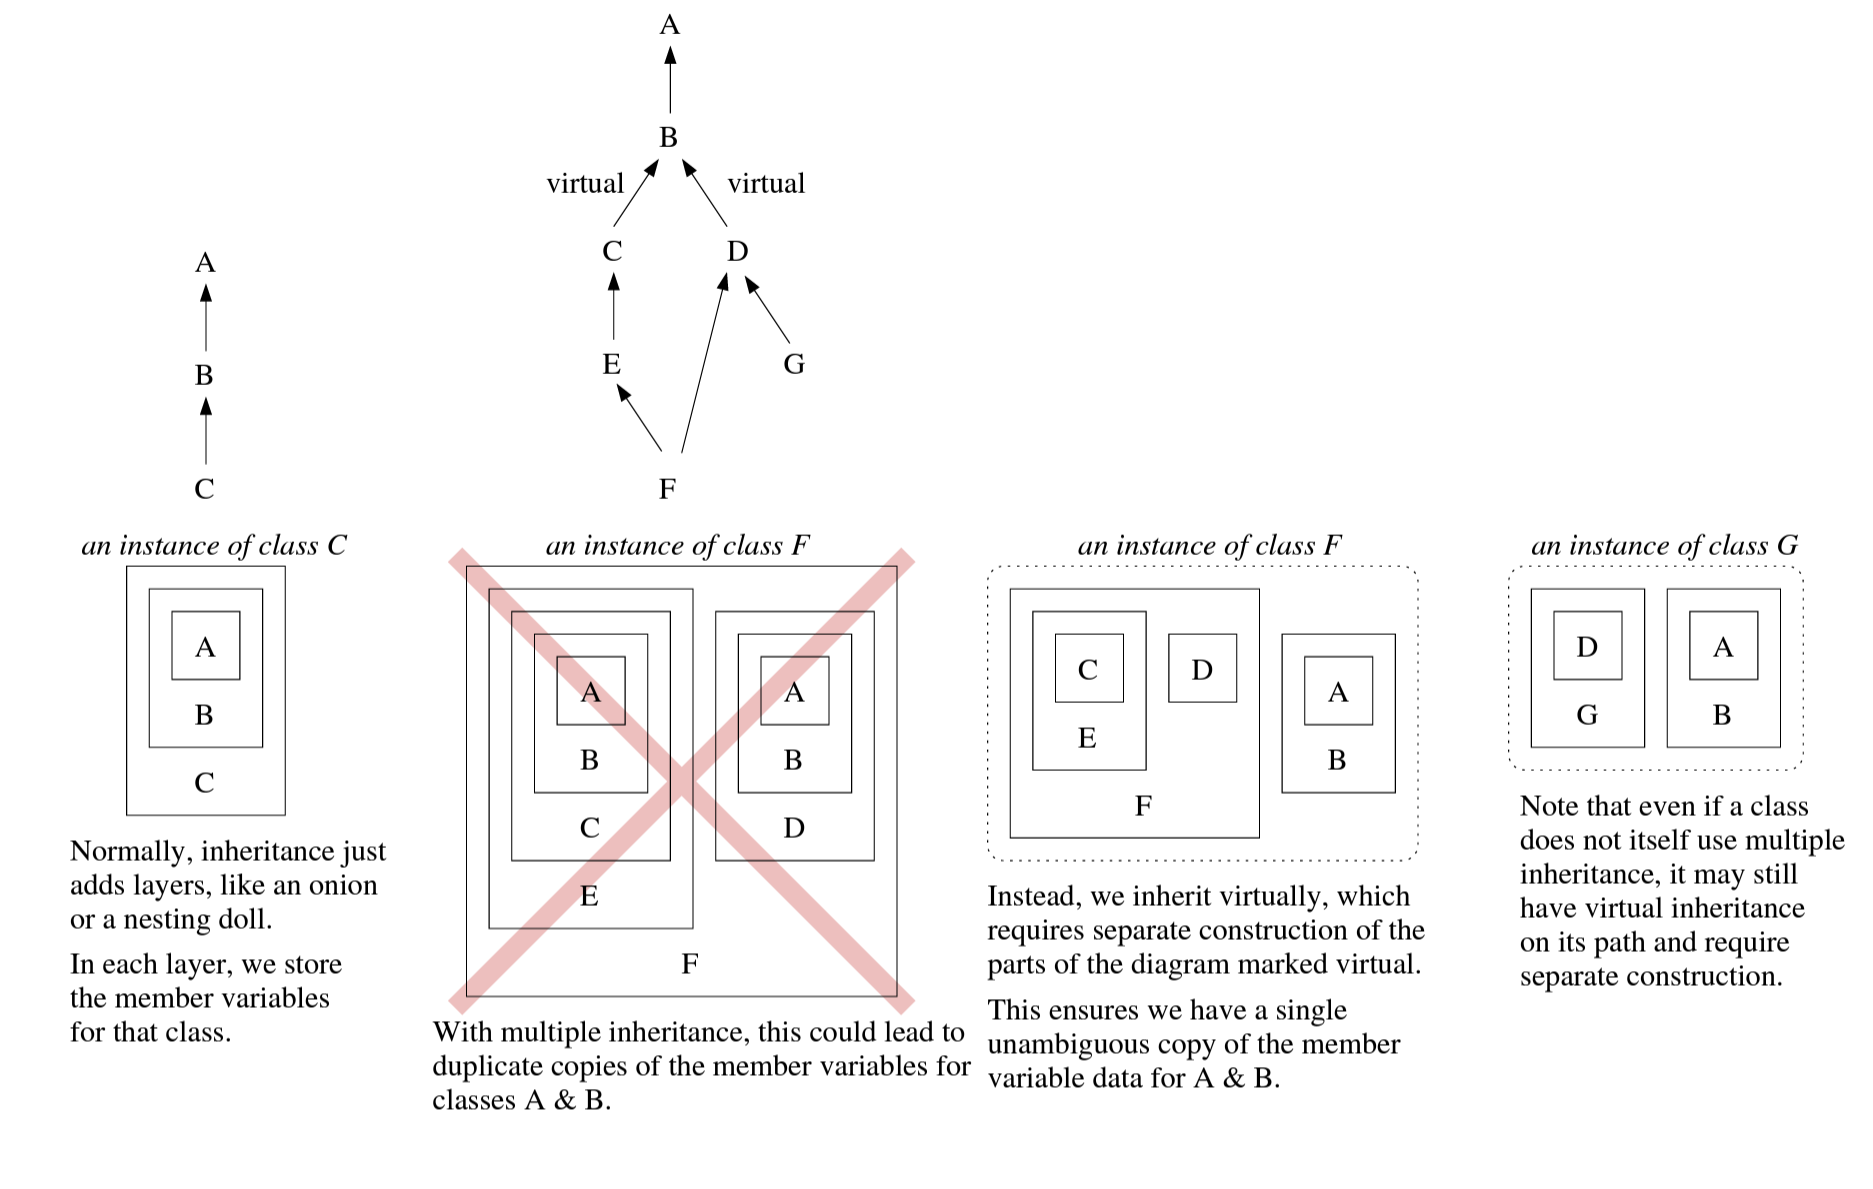 A
B
C
A
B
virtual
virtual
C
D
E
G
F
an instance of class C
A
B
C
Normally, inheritance just
adds layers, like an onion
or a nesting doll.
In each layer, we store
the member variables
for that class.
an instance of class F
A
A
B
B
C
D
E
F
With multiple inheritance, this could lead to
duplicate copies of the member variables for
classes A & B.
an instance of class F
C
D
A
E
B
F
Instead, we inherit virtually, which
requires separate construction of the
parts of the diagram marked virtual.
This ensures we have a single
unambiguous copy of the member
variable data for A & B.
an instance of class G
D
A
G
B
Note that even if a class
does not itself use multiple
inheritance, it may still
have virtual inheritance
on its path and require
separate construction.